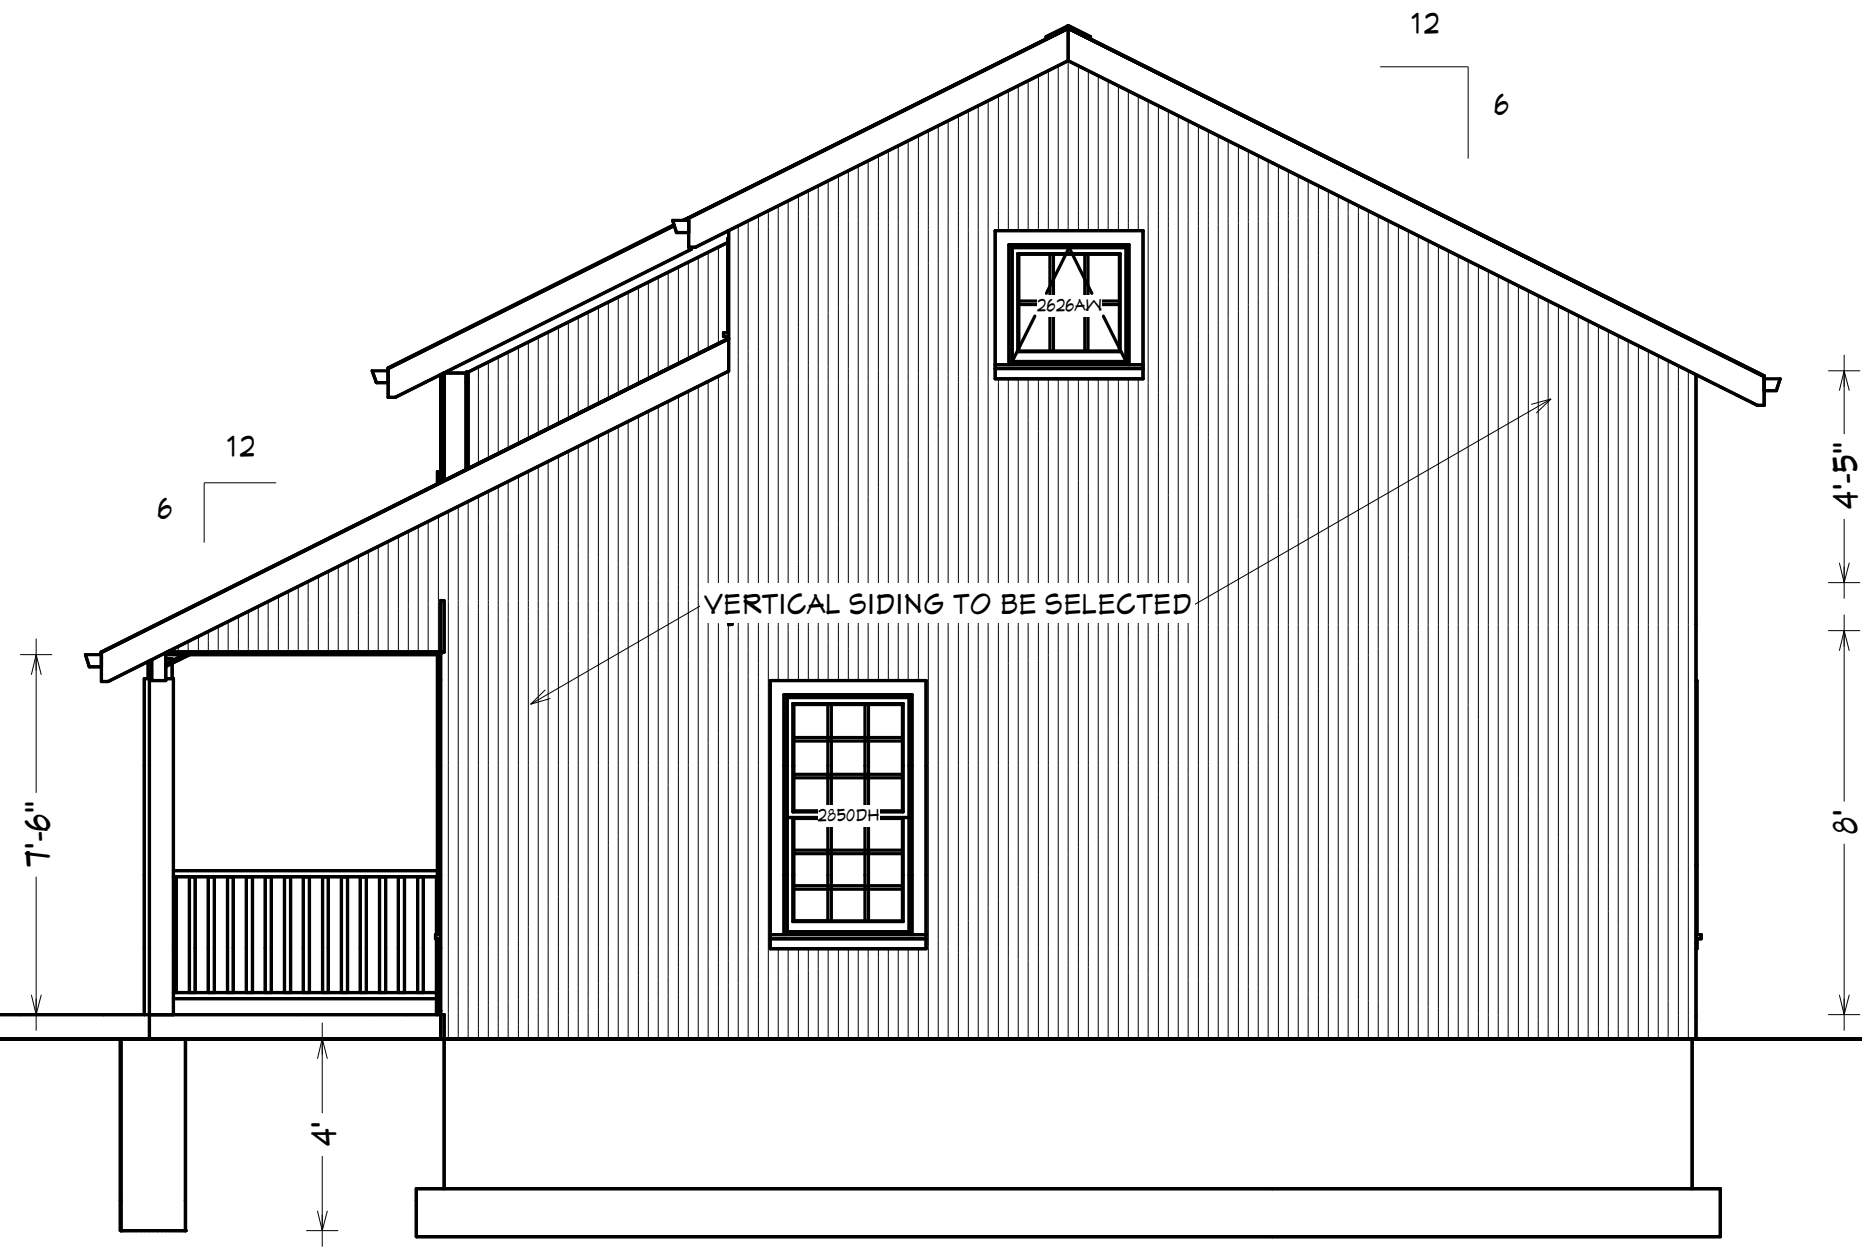 12
6
2626AW
12
6
4'-5"
VERTICAL SIDING TO BE SELECTED
7'-6"
2850DH
8'
4'